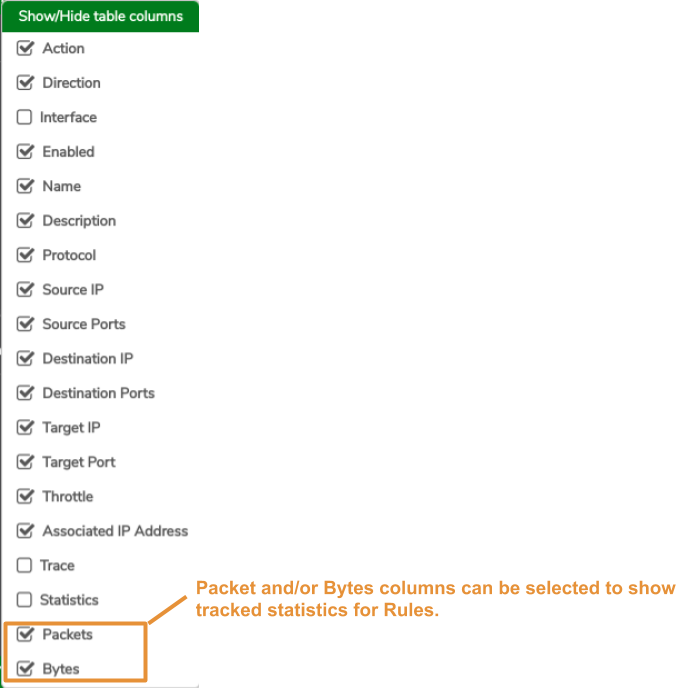 Show/Hide table columns
Action
Direction
Interface
Enabled
Name
Description
Protocol
Source IP
Source Ports
Destination IP
Destination Ports
Target IP
Target Port
Throttle
Associated IP Address
Trace
Statistics
Packet and/or Bytes columns can be selected to show
tracked statistics for Rules.
Packets
Bytes